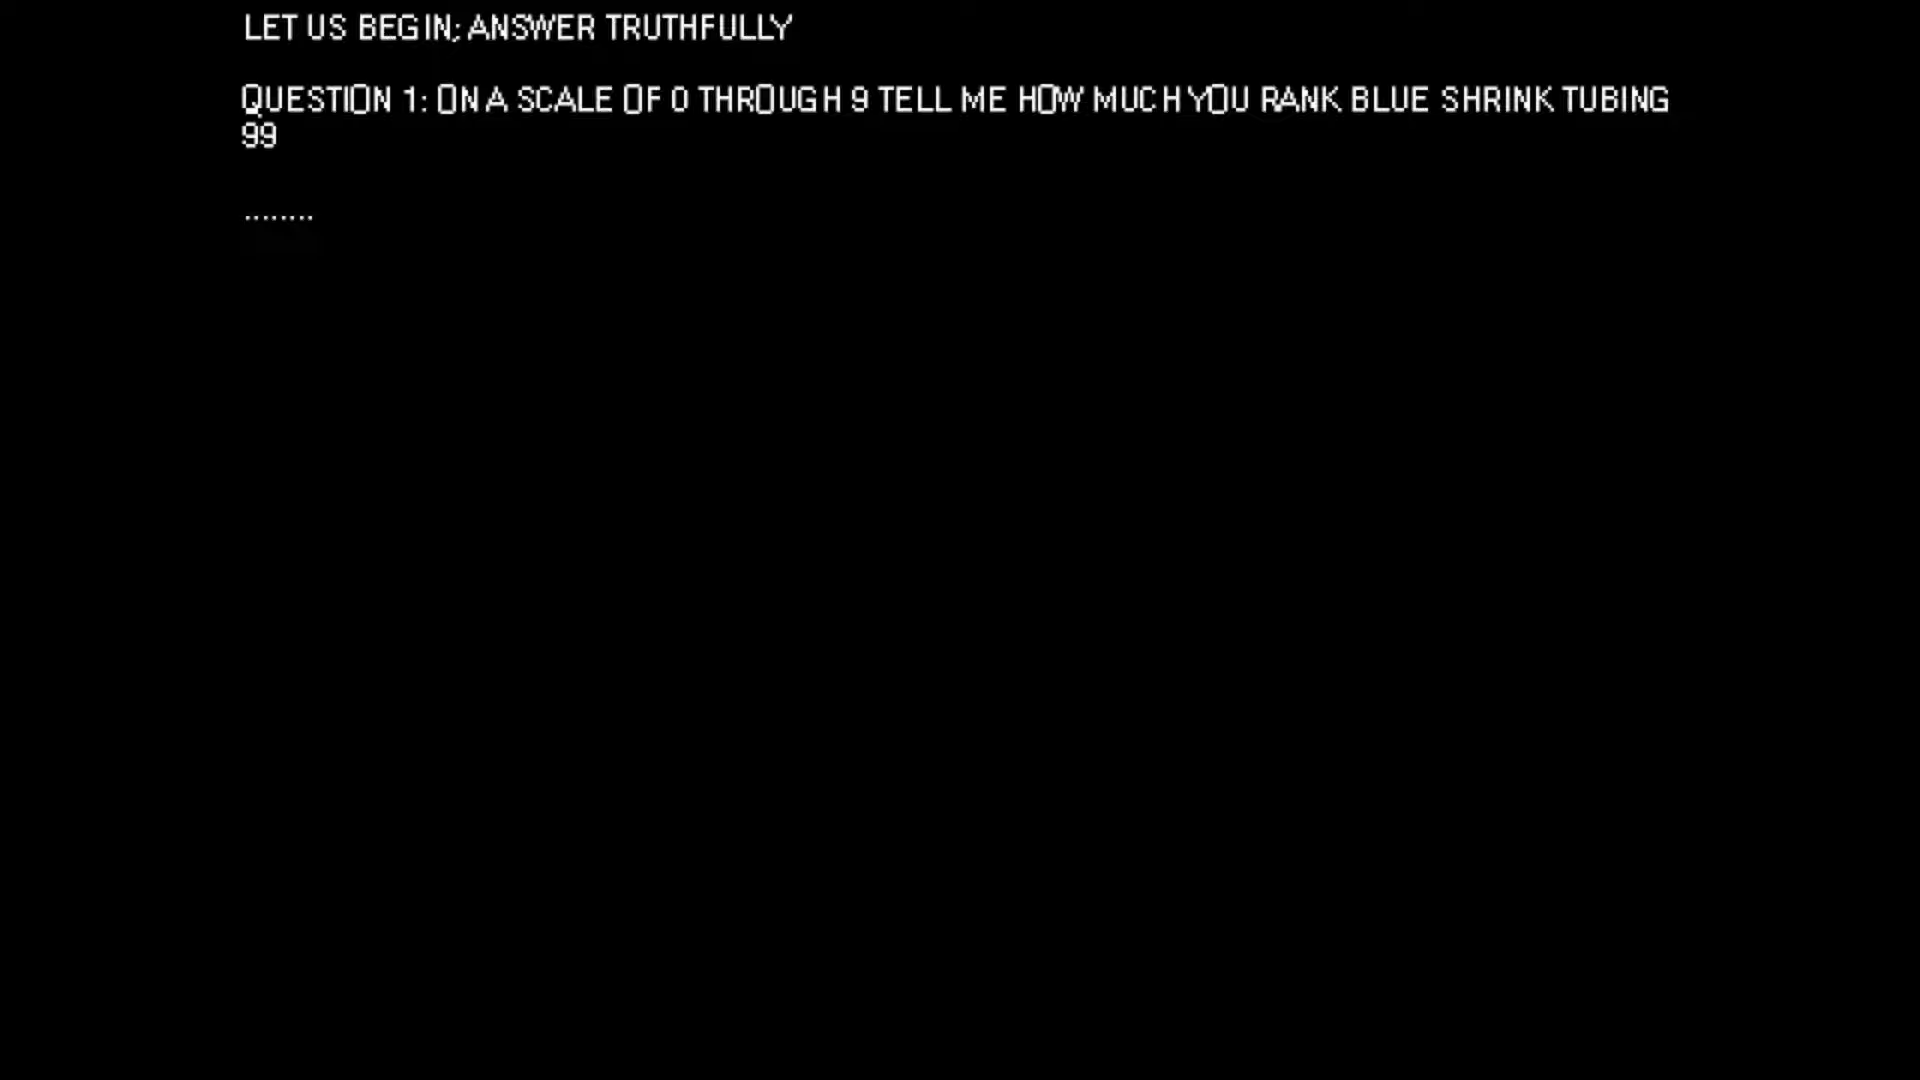 LET US BEGIN; ANSWER TRUTHFULLY
QUESTION 1: ON A SCALE OF 0 THROUGH 9 TELL ME HOW MUCH YOU RANK BLUE SHRINK TUBING
99
........